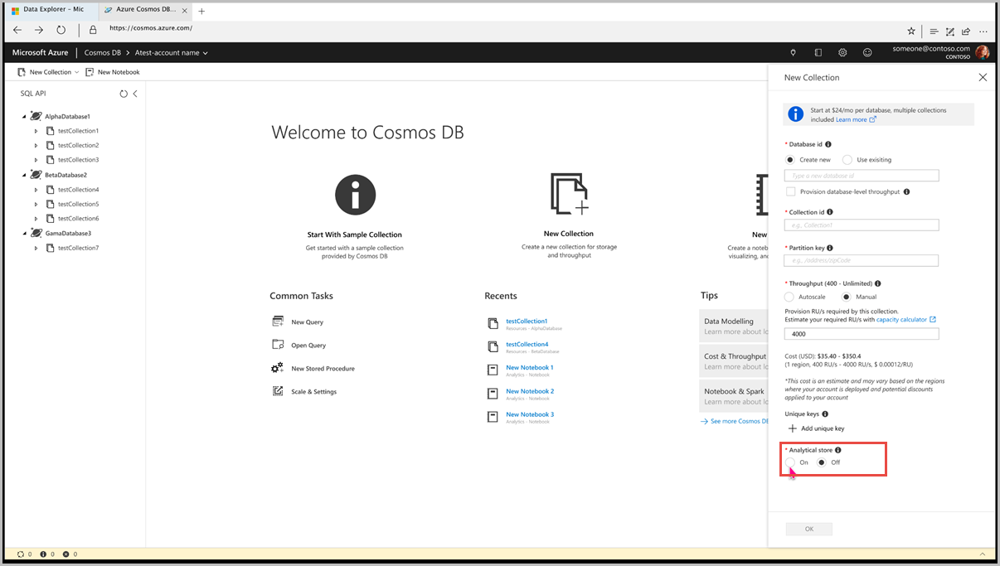 Data Explorer - Mic
Azure Cosmos DB...
https://cosmos.azure.com/
Microsoft Azure
Cosmos DB > Atest-account name
someone@contoso.com
CONTOSO
New Collection
New Notebook
SQL API
AlphaDatabase1
testCollection1
testCollection2
testCollection3
BetaDatabase2
testCollection4
testCollection5
testCollection6
GamaDatabase3
testCollection7
Welcome to Cosmos DB
Start With Sample Collection
Get started with a sample collection
provided by Cosmos DB
New Collection
Create a new collection for storage
and throughput
New
Create a noteb
visualizing, and
Common Tasks
New Query
Open Query
New Stored Procedure
Scale & Settings
Recents
testCollection1
Resources - AlphaDatabase
testCollection4
Resources - BetaDatabase
New Notebook 1
Analytics - Notebook
New Notebook 2
Analytics - Notebook
New Notebook 3
Analytics - Notebook
Tips
Data Modelling
Learn more about lo
Cost & Throughput
Learn more about lo
Notebook & Spark
Learn more about lo
See more Cosmos DB
New Collection
Start at $24/mo per database, multiple collections
included Learn more
* Database id
Create new
Use exisiting
Type a new database id
Provision database-level throughput
* Collection id
e.g., Collection1
* Partition key
e.g., /address/zipCode
* Throughput (400 - Unlimited)
Autoscale
Manual
Provision RU/s required by this collection.
Estimate your required RU/s with capacity calculator
4000
Cost (USD): $35.40 - $350.4
(1 region, 400 RU/s - 4000 RU/s, $ 0.00012/RU)
*This cost is an estimate and may vary based on the regions
where your account is deployed and potential discounts
applied to your account
Unique keys
Add unique key
* Analytical store
On
Off
OK
0
0
0